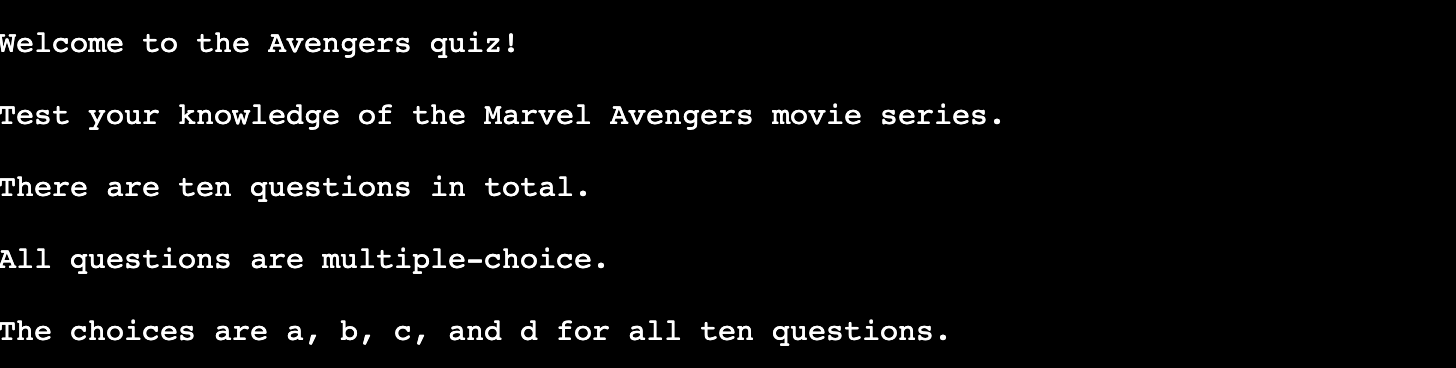 Welcome to the Avengers quiz!
Test your knowledge of the Marvel Avengers movie series.
There are ten questions in total.
All questions are multiple-choice.
The choices are a, b, c, and d for all ten questions.